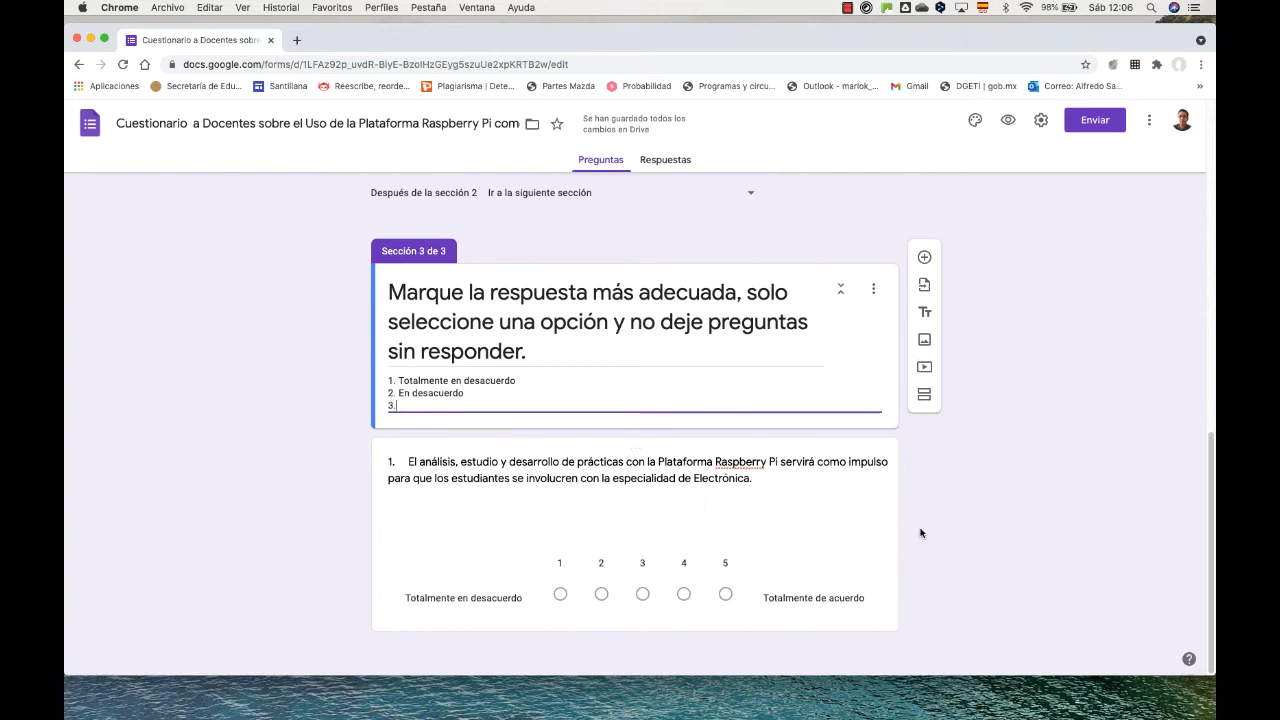 Chrome Archivo Editar Ver Historial Favoritos Perfiles Pestaña Ventana Ayuda 98% Sáb 12:06
Cuestionario a Docentes sobre
docs.google.com/forms/d/1LFAz92p_uvdR-BlyE-BzoIHzGEyg5szuUe2xpKRTB2w/edit
Aplicaciones Secretaría de Edu... Santillana Reescribe, reorde... Plagiarisma | Dete... Partes Mazda Probabilidad Programas y circu... Outlook - marlok_... Gmail DGETI | gob.mx Correo: Alfredo Sa... »
Cuestionario a Docentes sobre el Uso de la Plataforma Raspberry Pi com
Se han guardado todos los
cambios en Drive
Enviar
Preguntas Respuestas
Después de la sección 2 Ir a la siguiente sección
Sección 3 de 3
Marque la respuesta más adecuada, solo
seleccione una opción y no deje preguntas
sin responder.
1. Totalmente en desacuerdo
2. En desacuerdo
3.
1. El análisis, estudio y desarrollo de prácticas con la Plataforma Raspberry Pi servirá como impulso
para que los estudiantes se involucren con la especialidad de Electrónica.
1 2 3 4 5
Totalmente en desacuerdo Totalmente de acuerdo